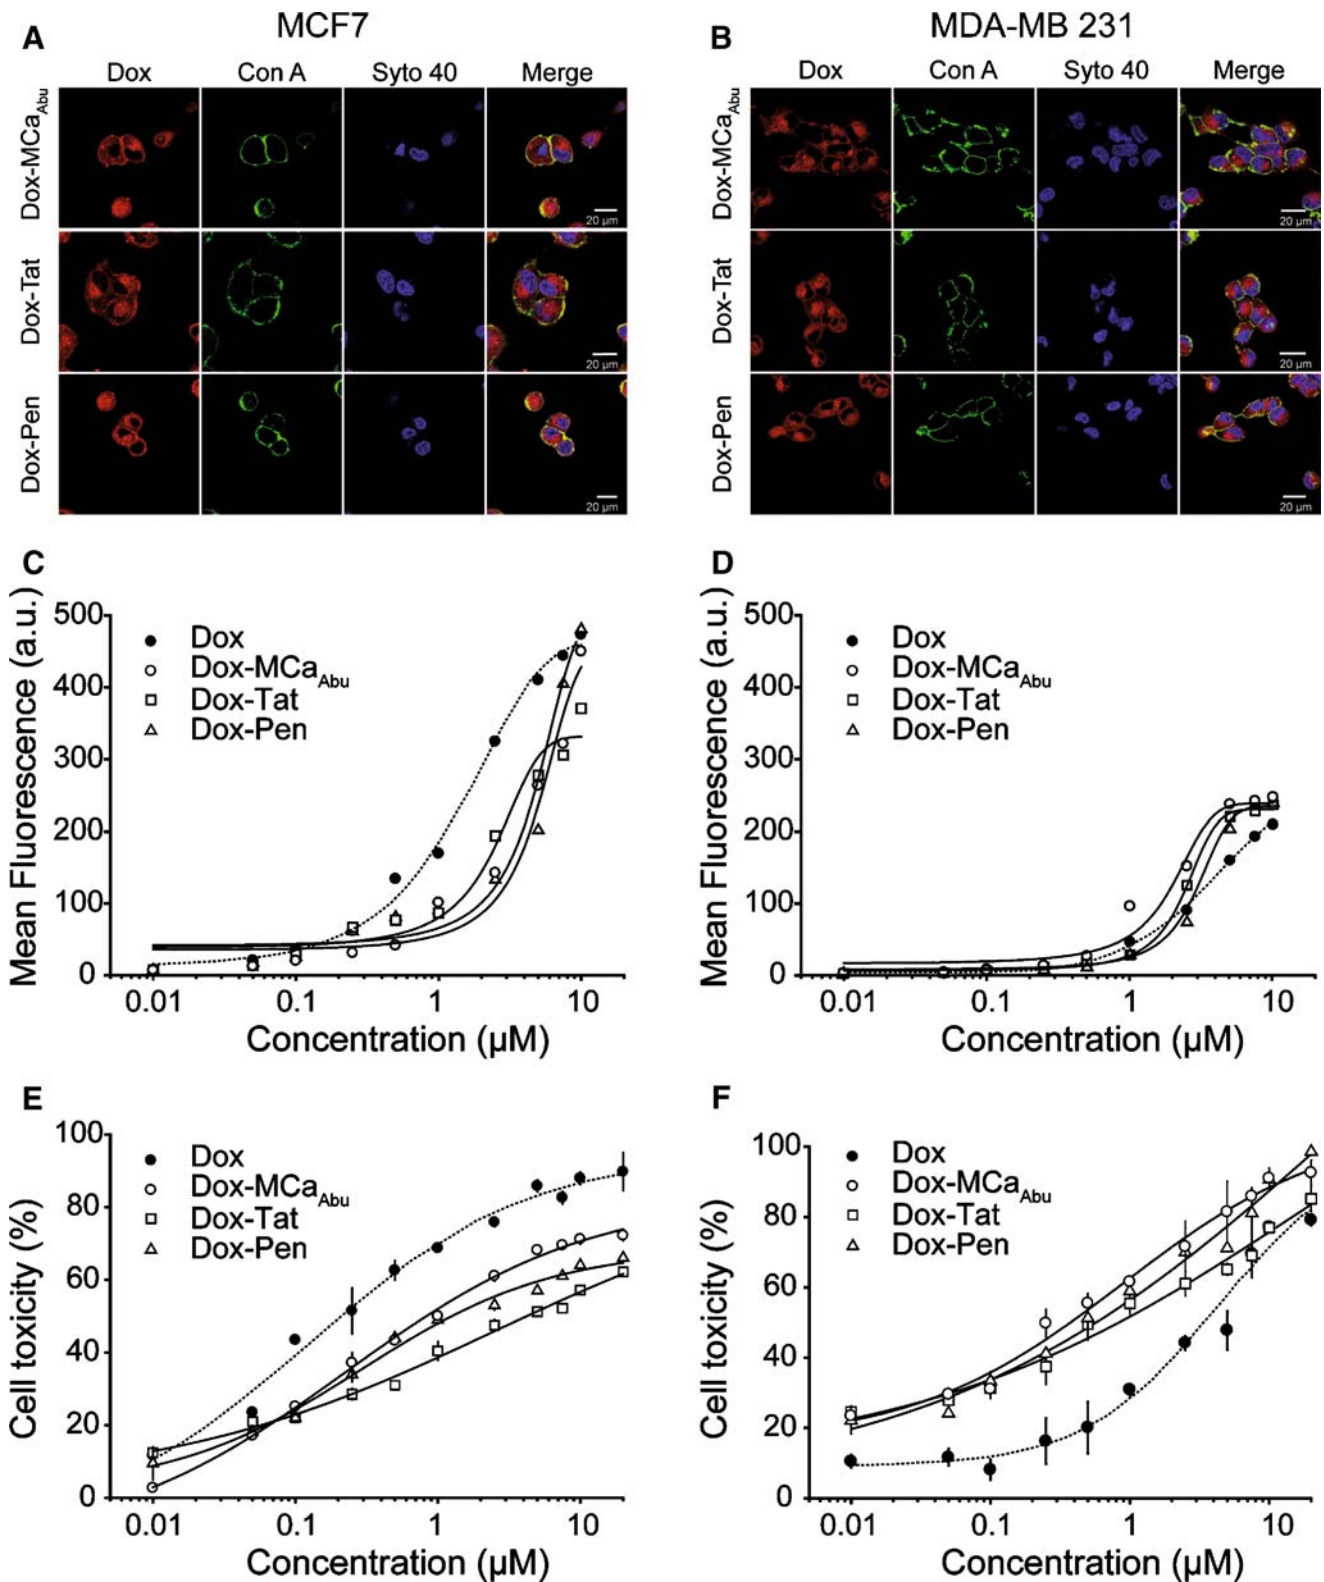 A MCF7
Dox Con A Syto 40 Merge
Dox-MCa_Abu
20 µm
Dox-Tat
20 µm
Dox-Pen
20 µm
B MDA-MB 231
Dox Con A Syto 40 Merge
Dox-MCa_Abu
20 µm
Dox-Tat
20 µm
Dox-Pen
20 µm
C
Mean Fluorescence (a.u.)
500
400
300
200
100
0
Dox
Dox-MCa_Abu
Dox-Tat
Dox-Pen
0.01 0.1 1 10
Concentration (µM)
D
Mean Fluorescence (a.u.)
500
400
300
200
100
0
Dox
Dox-MCa_Abu
Dox-Tat
Dox-Pen
0.01 0.1 1 10
Concentration (µM)
E
Cell toxicity (%)
100
80
60
40
20
0
Dox
Dox-MCa_Abu
Dox-Tat
Dox-Pen
0.01 0.1 1 10
Concentration (µM)
F
Cell toxicity (%)
100
80
60
40
20
0
Dox
Dox-MCa_Abu
Dox-Tat
Dox-Pen
0.01 0.1 1 10
Concentration (µM)